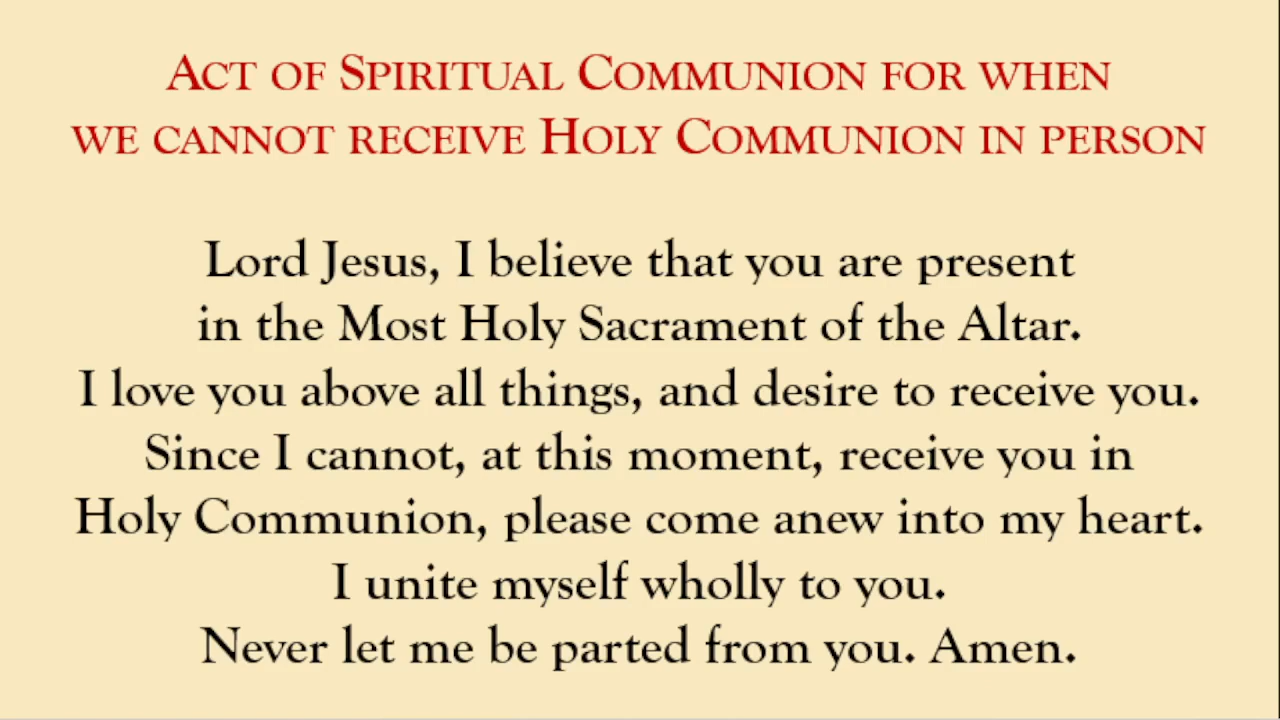 Act of Spiritual Communion for when
we cannot receive Holy Communion in person
Lord Jesus, I believe that you are present
in the Most Holy Sacrament of the Altar.
I love you above all things, and desire to receive you.
Since I cannot, at this moment, receive you in
Holy Communion, please come anew into my heart.
I unite myself wholly to you.
Never let me be parted from you. Amen.